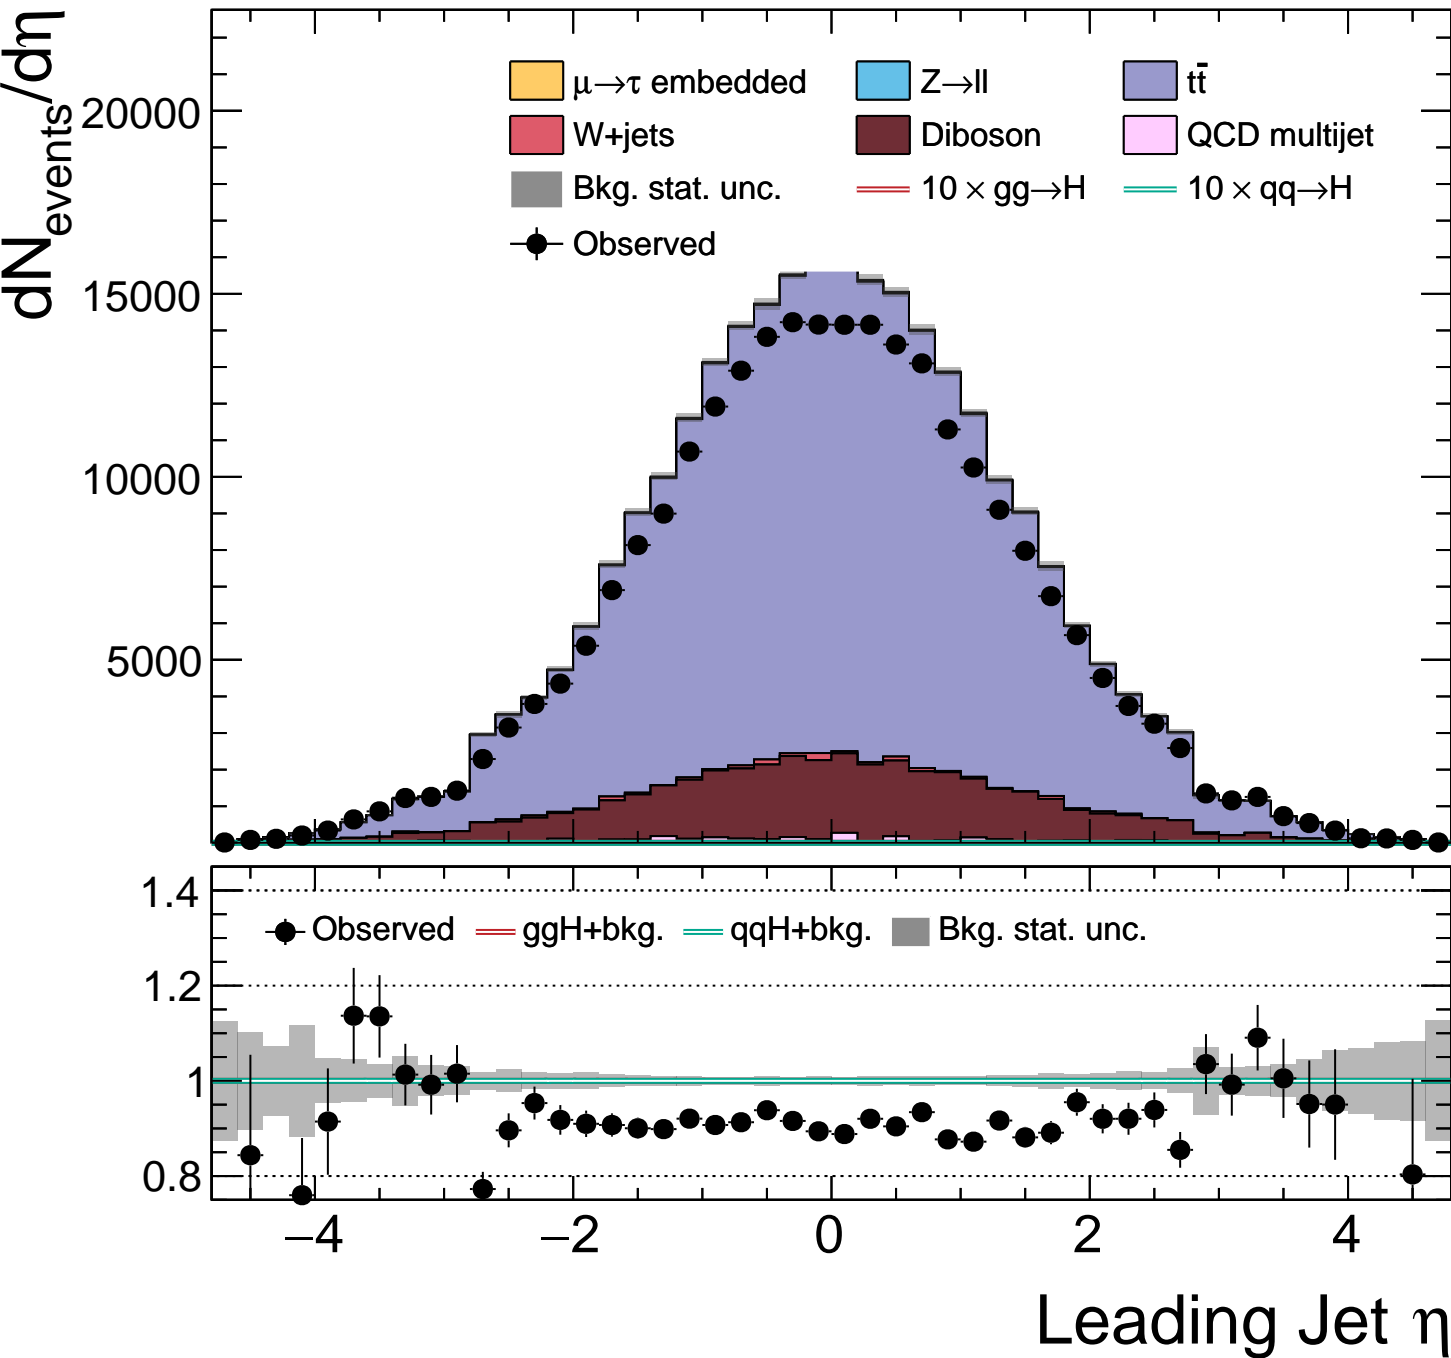 dN_events/dη
20000
15000
10000
5000
μ→τ embedded Z→ll tt̄
W+jets Diboson QCD multijet
Bkg. stat. unc. 10 × gg→H 10 × qq→H
Observed
1.4
1.2
1
0.8
Observed ggH+bkg. qqH+bkg. Bkg. stat. unc.
−4 −2 0 2 4
Leading Jet η